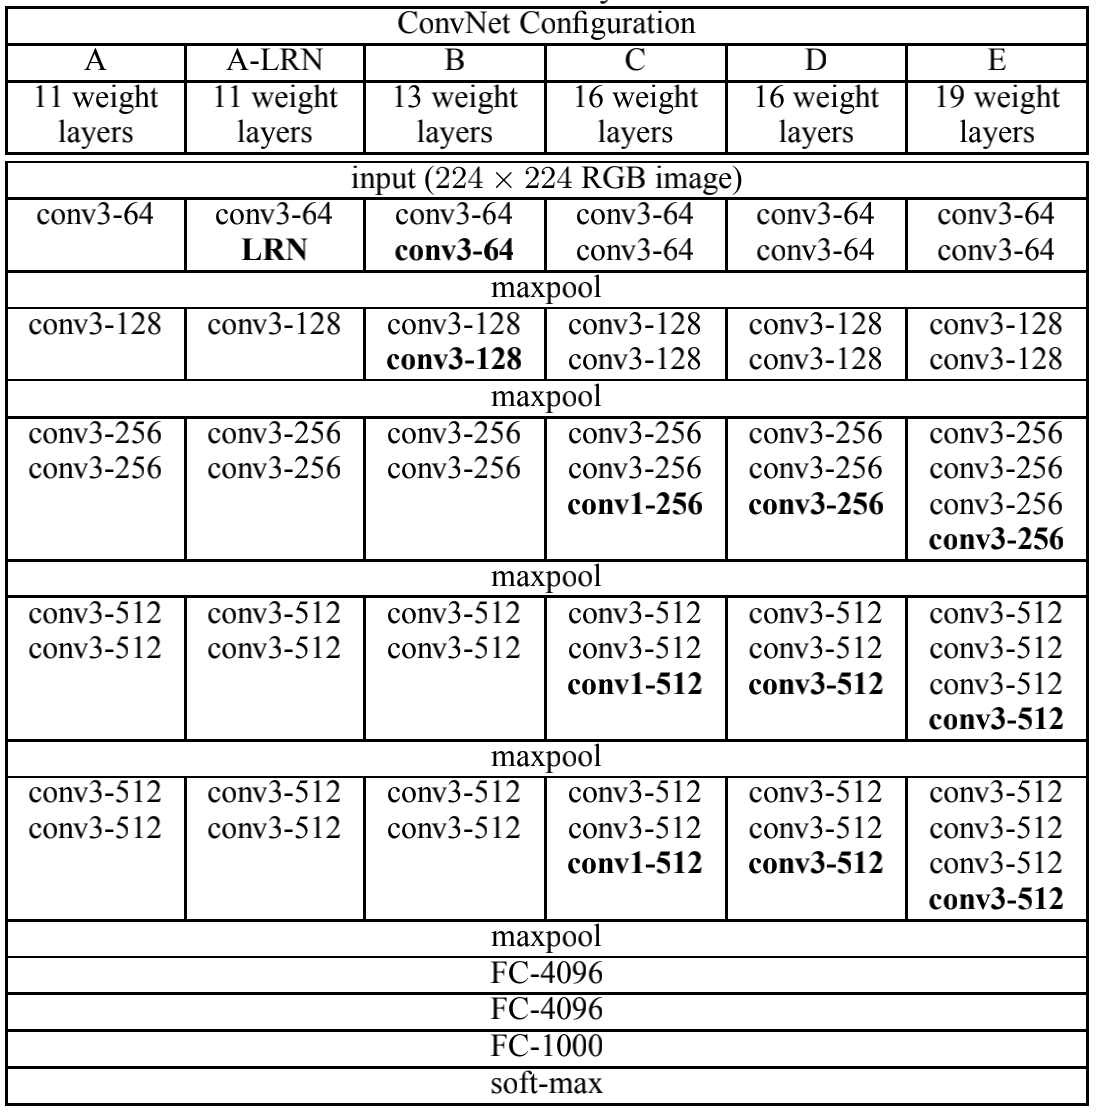 ConvNet Configuration
A A-LRN B C D E
11 weight 11 weight 13 weight 16 weight 16 weight 19 weight
layers layers layers layers layers layers
input (224 × 224 RGB image)
conv3-64 conv3-64 conv3-64 conv3-64 conv3-64 conv3-64
LRN conv3-64 conv3-64 conv3-64 conv3-64
maxpool
conv3-128 conv3-128 conv3-128 conv3-128 conv3-128 conv3-128
conv3-128 conv3-128 conv3-128 conv3-128
maxpool
conv3-256 conv3-256 conv3-256 conv3-256 conv3-256 conv3-256
conv3-256 conv3-256 conv3-256 conv3-256 conv3-256 conv3-256
conv1-256 conv3-256 conv3-256
conv3-256
maxpool
conv3-512 conv3-512 conv3-512 conv3-512 conv3-512 conv3-512
conv3-512 conv3-512 conv3-512 conv3-512 conv3-512 conv3-512
conv1-512 conv3-512 conv3-512
conv3-512
maxpool
conv3-512 conv3-512 conv3-512 conv3-512 conv3-512 conv3-512
conv3-512 conv3-512 conv3-512 conv3-512 conv3-512 conv3-512
conv1-512 conv3-512 conv3-512
conv3-512
maxpool
FC-4096
FC-4096
FC-1000
soft-max